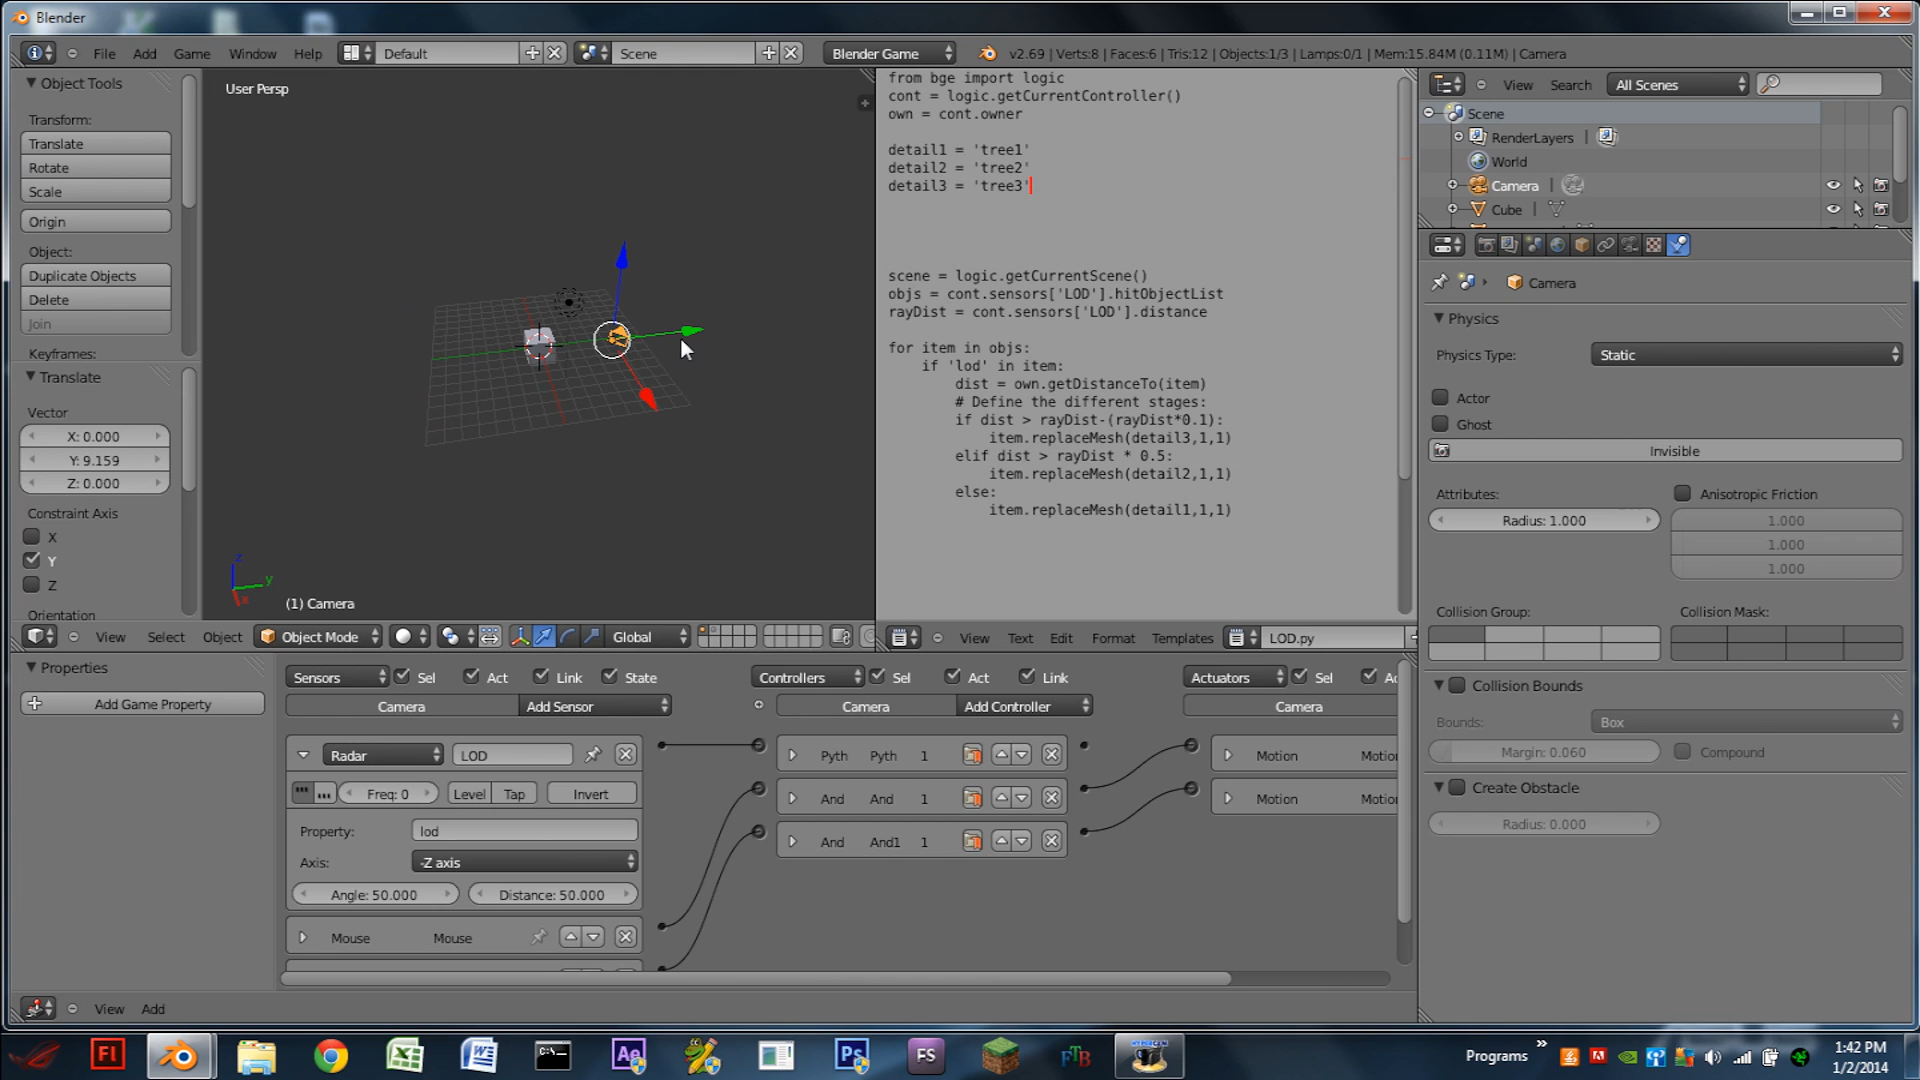 Blender
File Add Game Window Help Default Scene Blender Game v2.69 | Verts:8 | Faces:6 | Tris:12 | Objects:1/3 | Lamps:0/1 | Mem:15.84M (0.11M) | Camera
Object Tools
Transform:
Translate
Rotate
Scale
Origin
Object:
Duplicate Objects
Delete
Join
Keyframes:
Translate
Vector
X: 0.000
Y: 9.159
Z: 0.000
Constraint Axis
X
Y
Z
Orientation
User Persp
z
y
x
(1) Camera
View Select Object Object Mode Global
from bge import logic
cont = logic.getCurrentController()
own = cont.owner
detail1 = 'tree1'
detail2 = 'tree2'
detail3 = 'tree3'
scene = logic.getCurrentScene()
objs = cont.sensors['LOD'].hitObjectList
rayDist = cont.sensors['LOD'].distance
for item in objs:
if 'lod' in item:
dist = own.getDistanceTo(item)
# Define the different stages:
if dist > rayDist-(rayDist*0.1):
item.replaceMesh(detail3,1,1)
elif dist > rayDist * 0.5:
item.replaceMesh(detail2,1,1)
else:
item.replaceMesh(detail1,1,1)
View Text Edit Format Templates LOD.py
View Search All Scenes
Scene
RenderLayers |
World
Camera |
Cube |
Camera
Physics
Physics Type: Static
Actor
Ghost
Invisible
Attributes: Anisotropic Friction
Radius: 1.000 1.000
1.000
1.000
Collision Group: Collision Mask:
Collision Bounds
Bounds: Box
Margin: 0.060 Compound
Create Obstacle
Radius: 0.000
Properties
Add Game Property
Sensors Sel Act Link State
Camera Add Sensor
Radar LOD
Freq: 0 Level Tap Invert
Property: lod
Axis: -Z axis
Angle: 50.000 Distance: 50.000
Mouse Mouse
Controllers Sel Act Link
Camera Add Controller
Pyth Pyth 1
And And 1
And And1 1
Actuators Sel Ac
Camera
Motion Motion
Motion Motion
View Add
Fl
C:\
Ae
Ps
FS
FTB
HYPERCAM
Programs
1:42 PM
1/2/2014